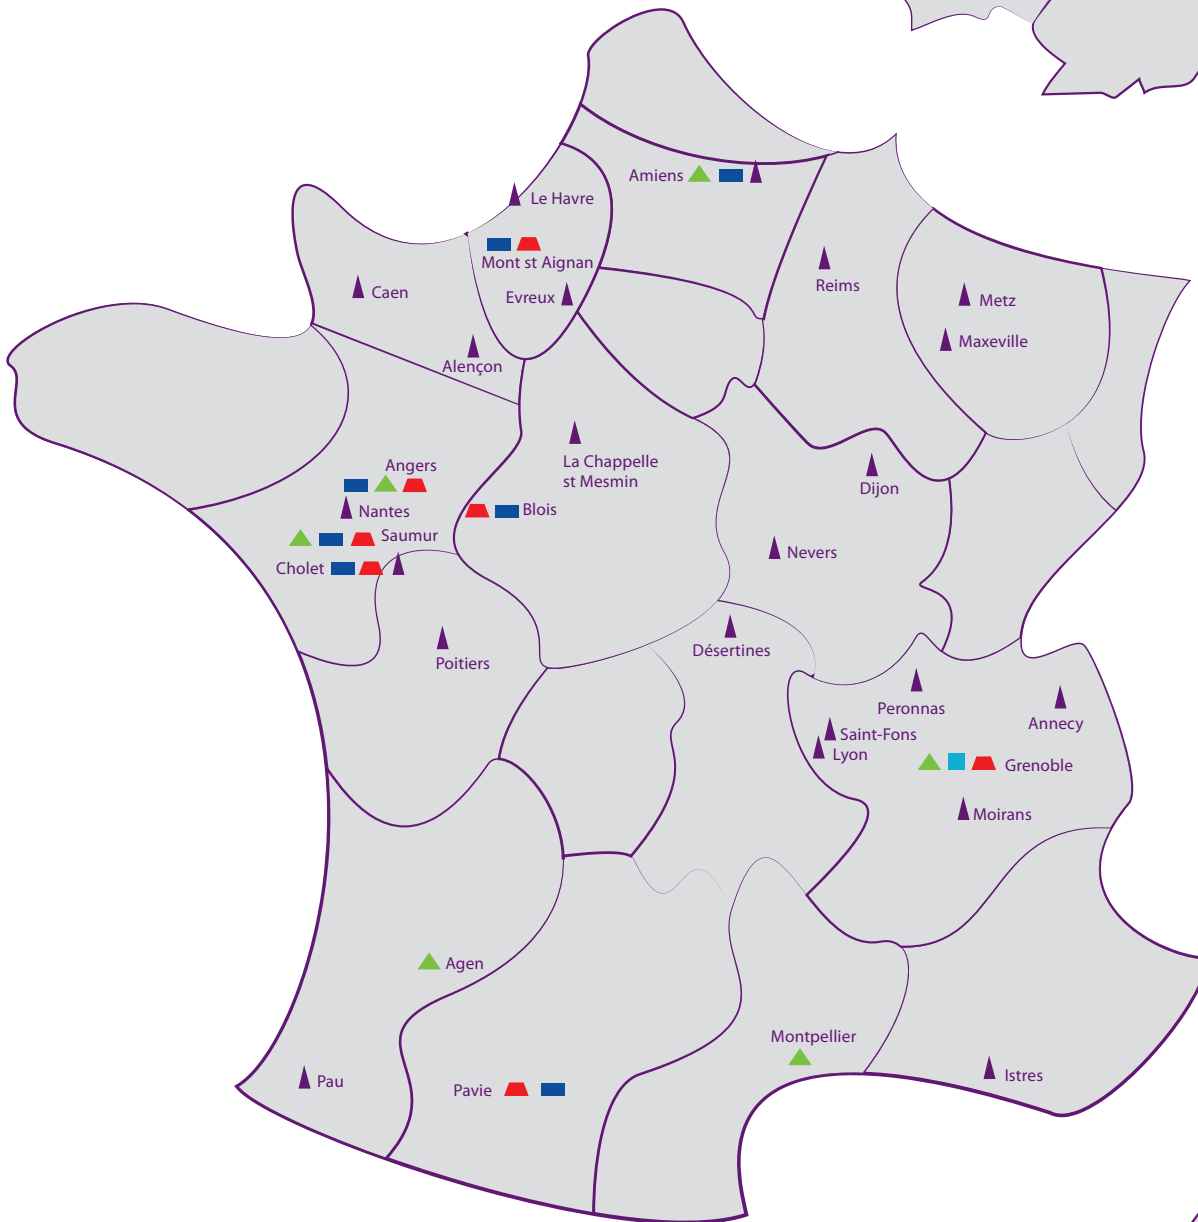 Amiens
Le Havre
Mont st Aignan
Evreux
Caen
Alençon
Reims
Metz
Maxeville
La Chappelle
st Mesmin
Angers
Nantes
Saumur
Cholet
Blois
Dijon
Nevers
Poitiers
Désertines
Peronnas
Annecy
Saint-Fons
Lyon
Grenoble
Moirans
Agen
Montpellier
Pau
Pavie
Istres